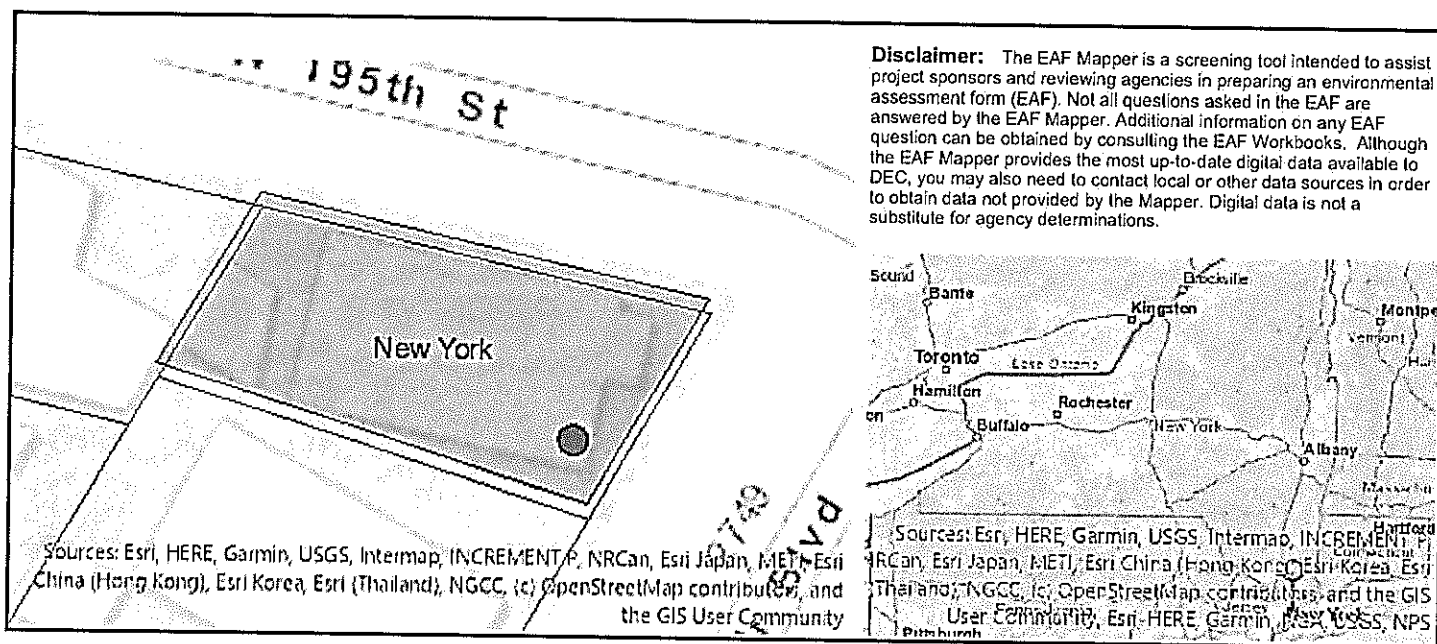 195th St
New York
Sources: Esri, HERE, Garmin, USGS, Intermap, INCREMENT P, NRCan, Esri Japan, METI, Esri
China (Hong Kong), Esri Korea, Esri (Thailand), NGCC, (c) OpenStreetMap contributors, and
the GIS User Community
Disclaimer: The EAF Mapper is a screening tool intended to assist
project sponsors and reviewing agencies in preparing an environmental
assessment form (EAF). Not all questions asked in the EAF are
answered by the EAF Mapper. Additional information on any EAF
question can be obtained by consulting the EAF Workbooks. Although
the EAF Mapper provides the most up-to-date digital data available to
DEC, you may also need to contact local or other data sources in order
to obtain data not provided by the Mapper. Digital data is not a
substitute for agency determinations.
Sound
Barrie
Brockville
Kingston
Montpe
Vermont
Toronto
Lake Ontario
Hamilton
Rochester
Buffalo
NEW York
Albany
Hartford
Sources: Esri, HERE, Garmin, USGS, Intermap, INCREMENT P,
NRCan, Esri Japan, METI, Esri China (Hong Kong), Esri Korea, Esri
(Thailand), NGCC, (c) OpenStreetMap contributors, and the GIS
User Community, Esri, HERE, Garmin, USGS, NPS
Pittsburgh